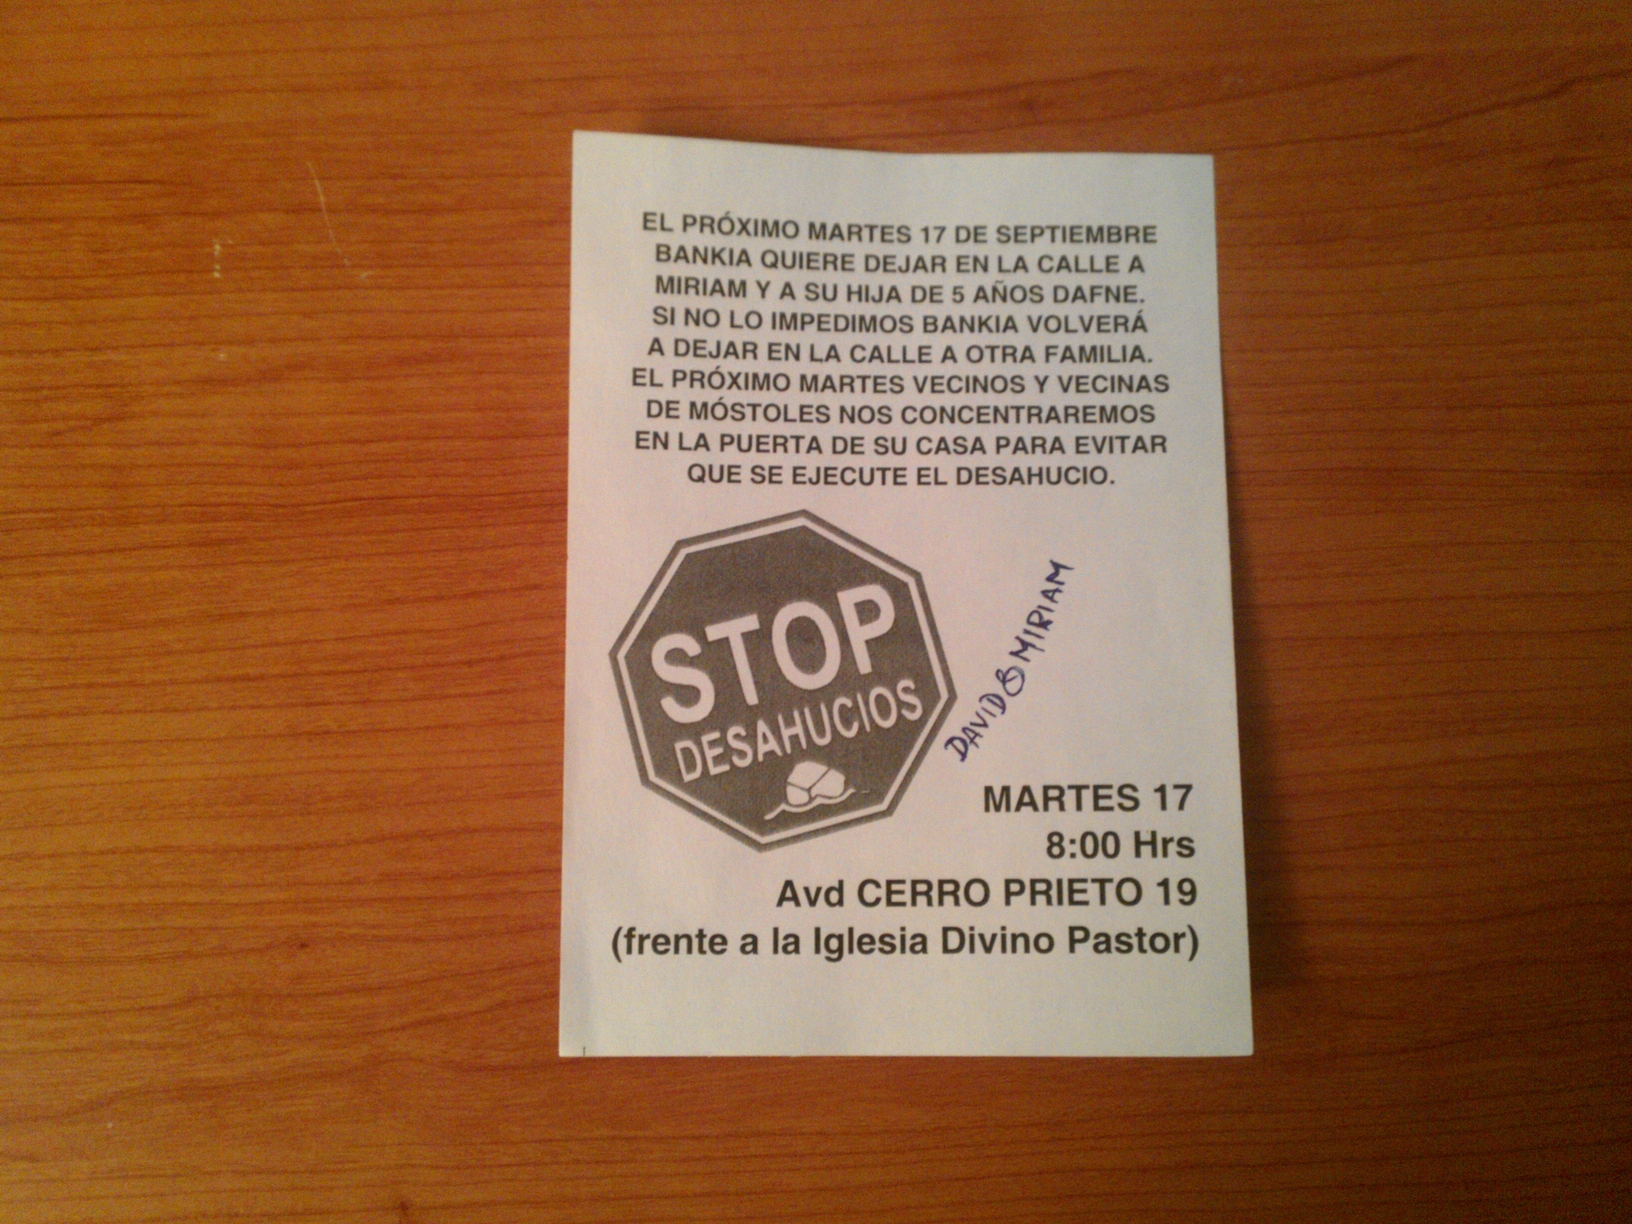 EL PRÓXIMO MARTES 17 DE SEPTIEMBRE
BANKIA QUIERE DEJAR EN LA CALLE A
MIRIAM Y A SU HIJA DE 5 AÑOS DAFNE.
SI NO LO IMPEDIMOS BANKIA VOLVERÁ
A DEJAR EN LA CALLE A OTRA FAMILIA.
EL PRÓXIMO MARTES VECINOS Y VECINAS
DE MÓSTOLES NOS CONCENTRAREMOS
EN LA PUERTA DE SU CASA PARA EVITAR
QUE SE EJECUTE EL DESAHUCIO.
STOP
DESAHUCIOS
DAVID & MIRIAM
MARTES 17
8:00 Hrs
Avd CERRO PRIETO 19
(frente a la Iglesia Divino Pastor)